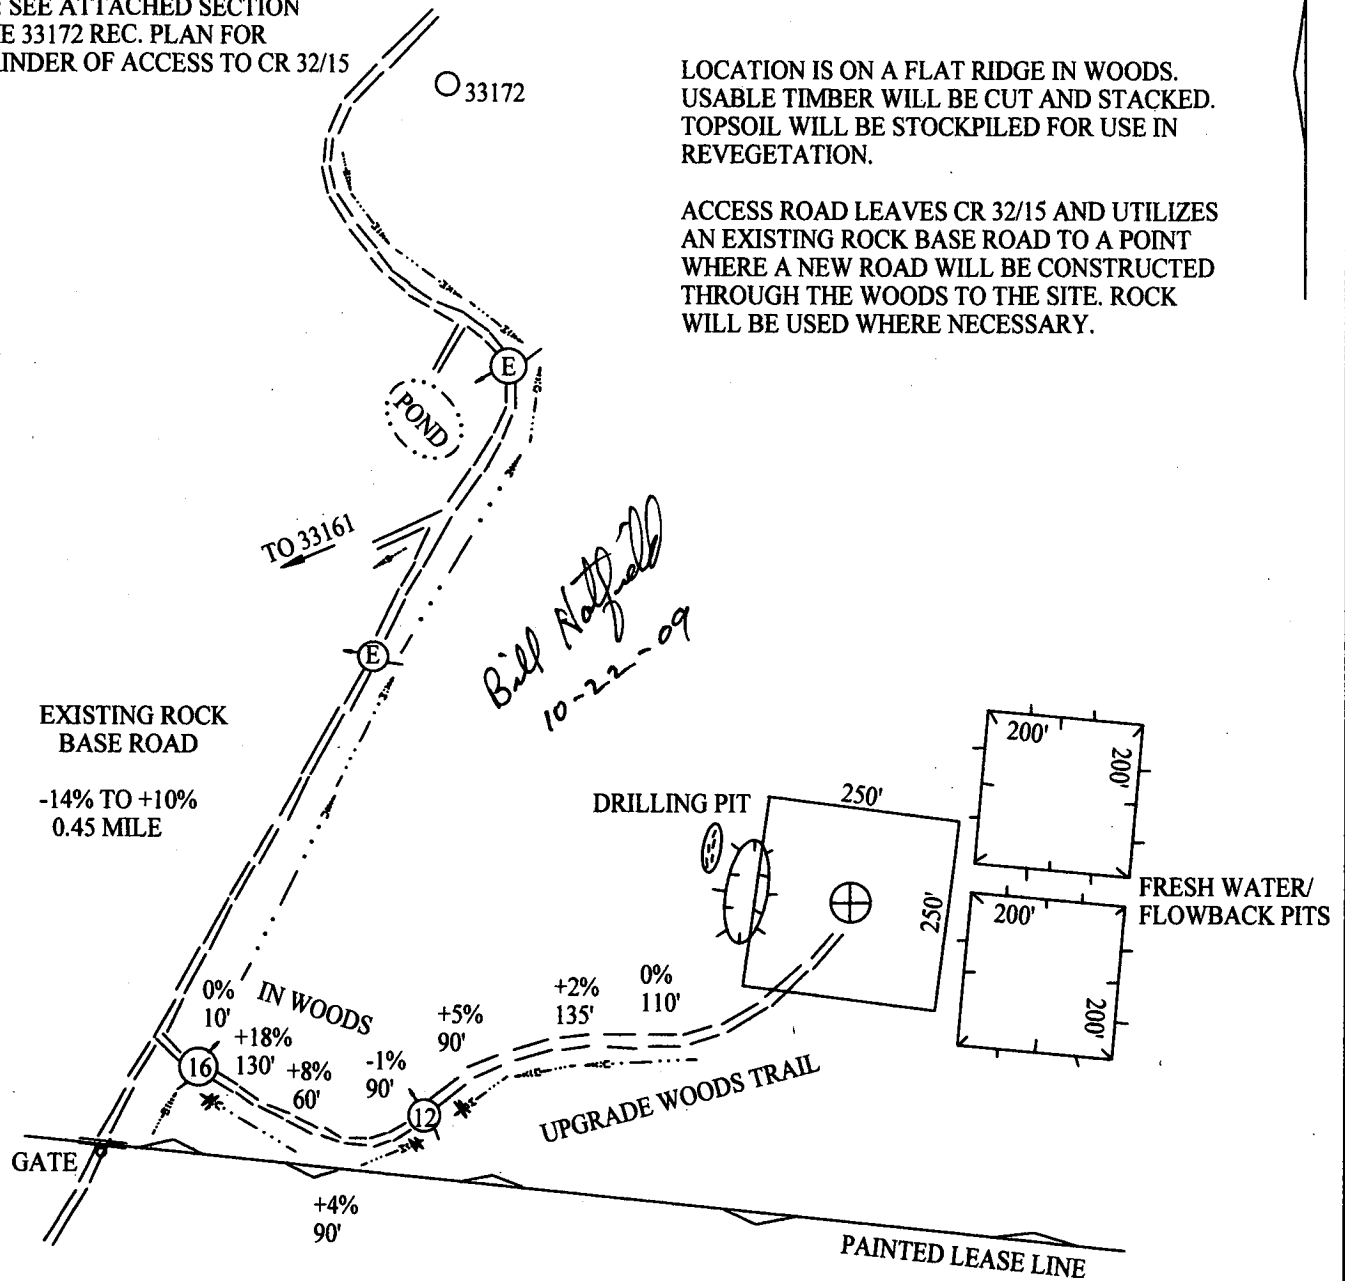 : SEE ATTACHED SECTION
E 33172 REC. PLAN FOR
INDER OF ACCESS TO CR 32/15
33172
LOCATION IS ON A FLAT RIDGE IN WOODS.
USABLE TIMBER WILL BE CUT AND STACKED.
TOPSOIL WILL BE STOCKPILED FOR USE IN
REVEGETATION.
ACCESS ROAD LEAVES CR 32/15 AND UTILIZES
AN EXISTING ROCK BASE ROAD TO A POINT
WHERE A NEW ROAD WILL BE CONSTRUCTED
THROUGH THE WOODS TO THE SITE. ROCK
WILL BE USED WHERE NECESSARY.
E
POND
TO 33161
E
Bill Hatfield
10-22-09
EXISTING ROCK
BASE ROAD
-14% TO +10%
0.45 MILE
DRILLING PIT
250'
250'
200'
200'
FRESH WATER/
FLOWBACK PITS
200'
200'
0%
10'
IN WOODS
+18%
130'
+8%
60'
-1%
90'
+5%
90'
+2%
135'
0%
110'
16
12
UPGRADE WOODS TRAIL
GATE
+4%
90'
PAINTED LEASE LINE